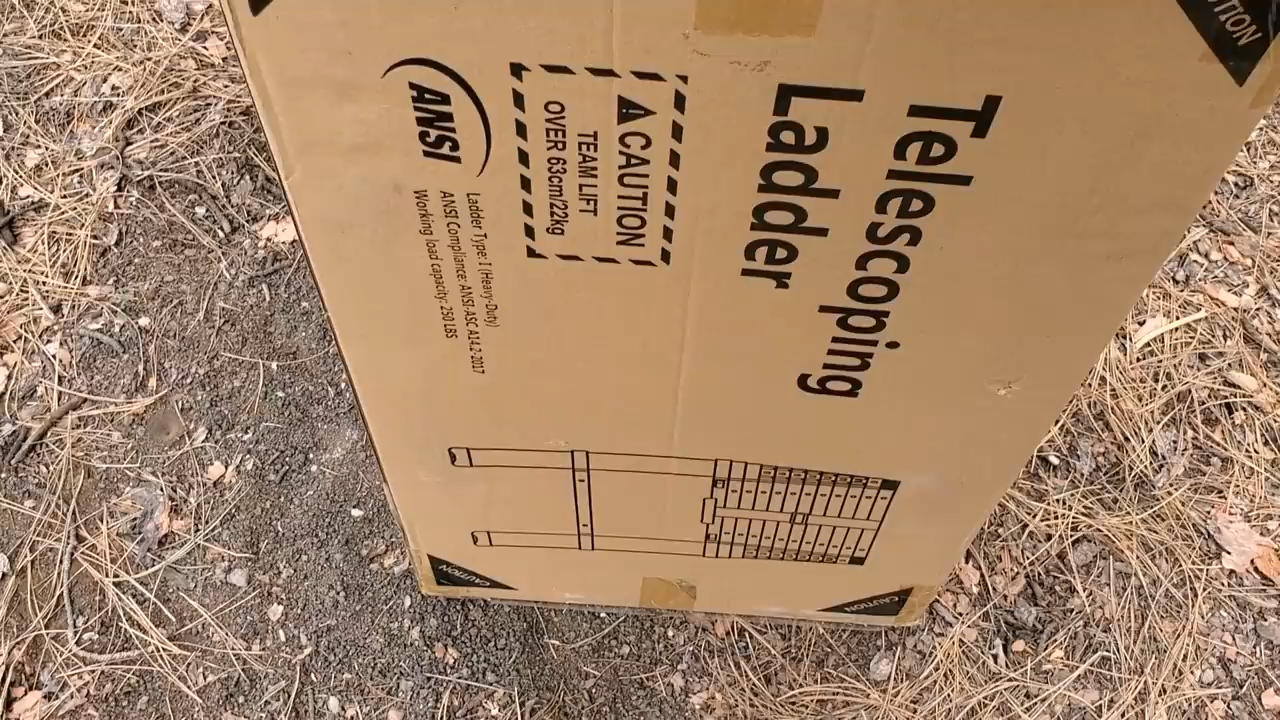 Telescoping
Ladder
CAUTION
TEAM LIFT
OVER 63cm/22kg
ANSI
Ladder Type: I (Heavy-Duty)
ANSI Compliance: ANSI-ASC A14.2-2017
Working load capacity: 250 LBS
CAUTION
CAUTION
UTION